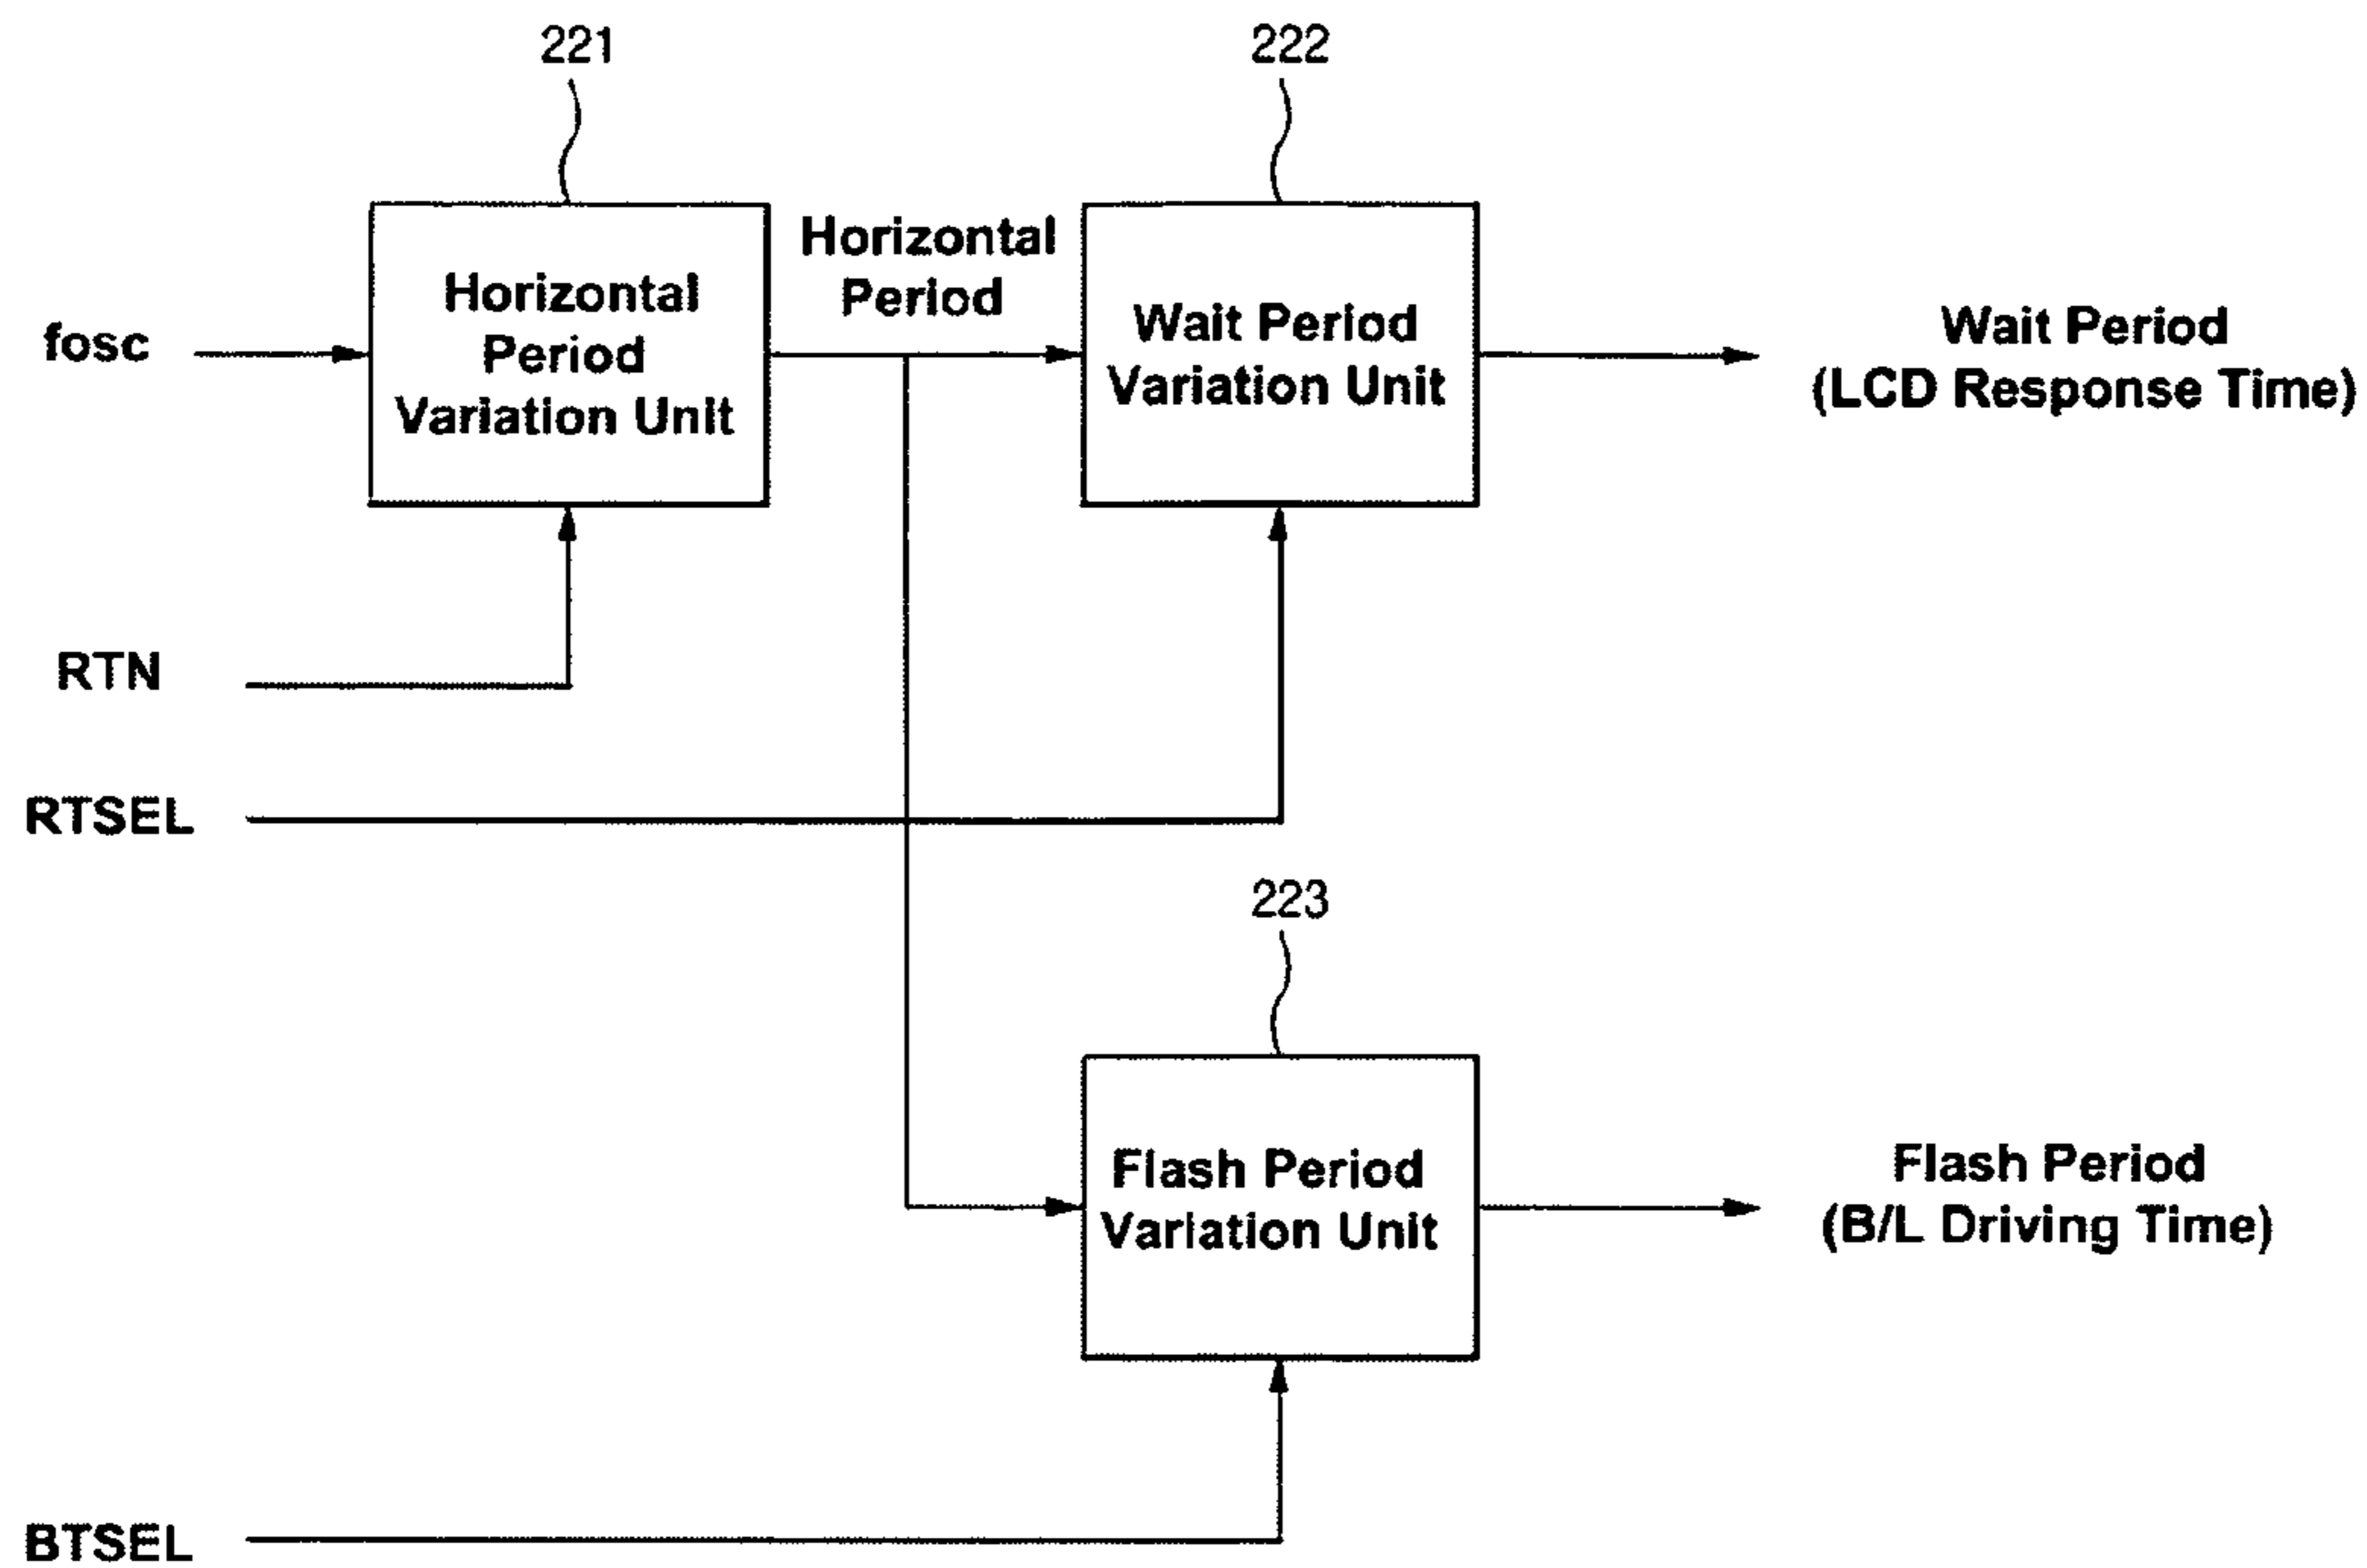 221
222
Horizontal
Period
Horizontal
Period
Variation Unit
Wait Period
Variation Unit
fosc
Wait Period
(LCD Response Time)
RTN
RTSEL
223
Flash Period
Variation Unit
Flash Period
(B/L Driving Time)
BTSEL